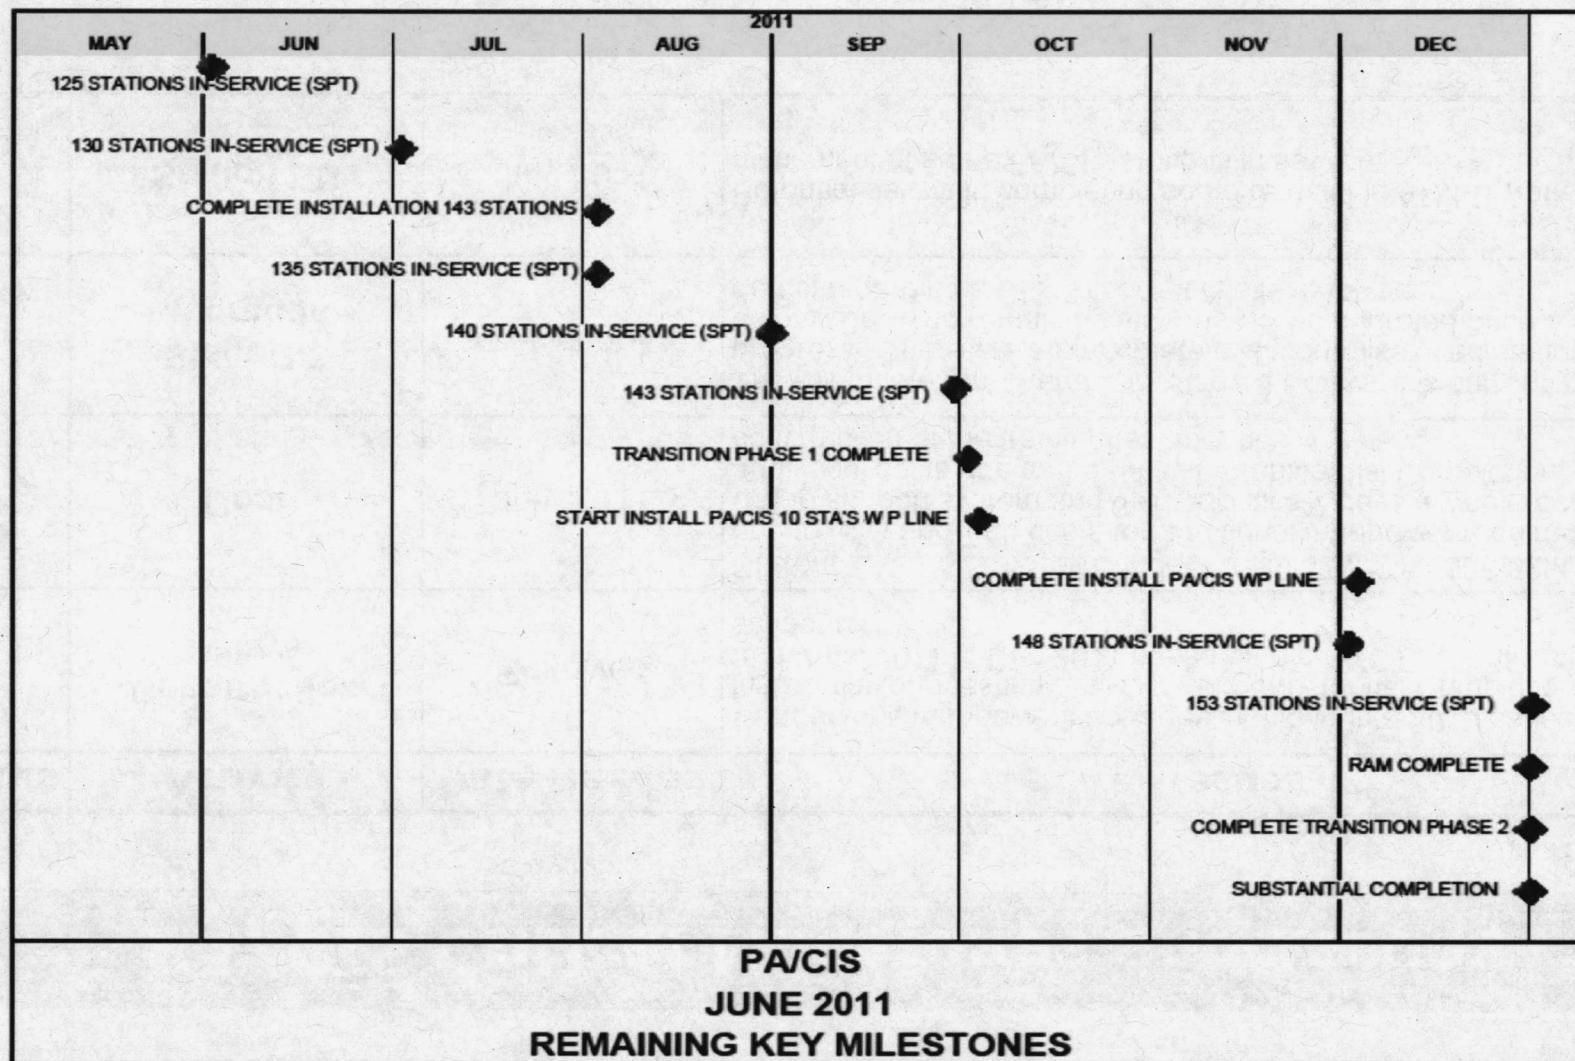 2011
MAY JUN JUL AUG SEP OCT NOV DEC
125 STATIONS IN-SERVICE (SPT)
130 STATIONS IN-SERVICE (SPT)
COMPLETE INSTALLATION 143 STATIONS
135 STATIONS IN-SERVICE (SPT)
140 STATIONS IN-SERVICE (SPT)
143 STATIONS IN-SERVICE (SPT)
TRANSITION PHASE 1 COMPLETE
START INSTALL PA/CIS 10 STA'S W P LINE
COMPLETE INSTALL PA/CIS WP LINE
148 STATIONS IN-SERVICE (SPT)
153 STATIONS IN-SERVICE (SPT)
RAM COMPLETE
COMPLETE TRANSITION PHASE 2
SUBSTANTIAL COMPLETION
PA/CIS
JUNE 2011
REMAINING KEY MILESTONES